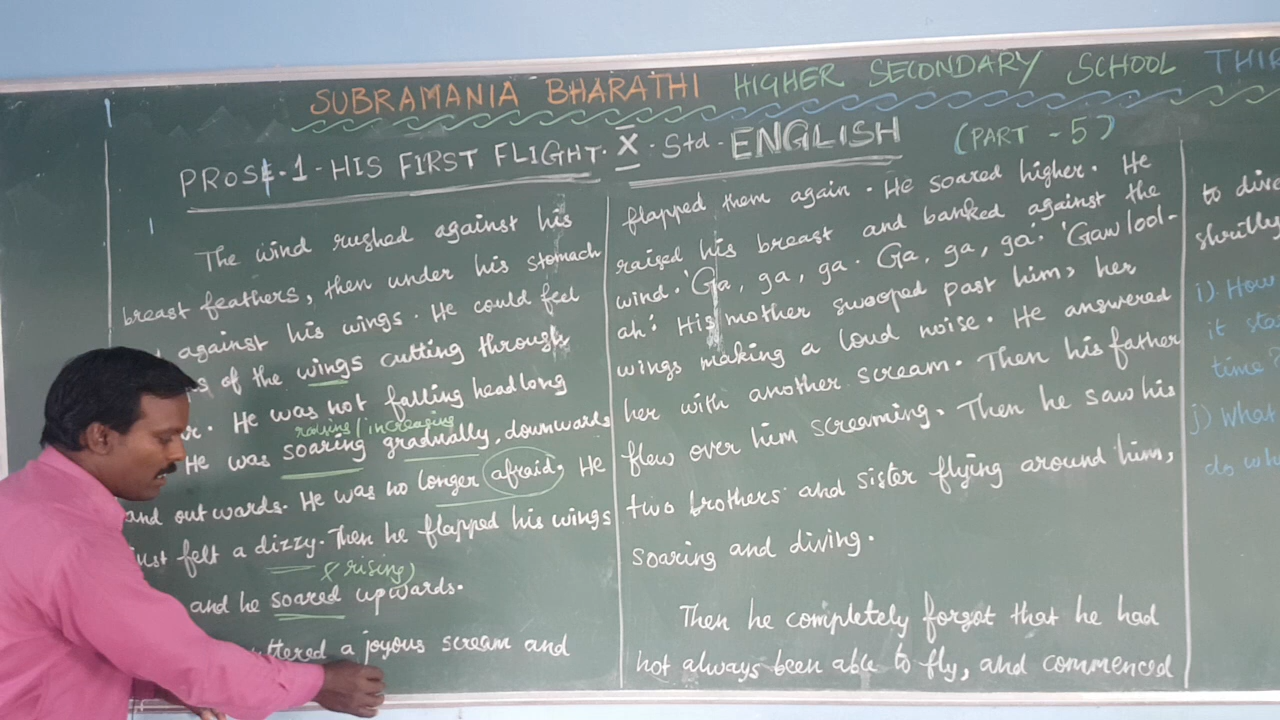 SUBRAMANIA BHARATHI HIGHER SECONDARY SCHOOL THIR
PROSE.1-HIS FIRST FLIGHT. X. Std - ENGLISH (PART -5)
The wind rushed against his
breast feathers, then under his stomach
against his wings. He could feel
of the wings cutting through
He was not falling headlong
raising/increasing
He was soaring gradually, downwards
and outwards. He was no longer afraid. He
just felt a dizzy. Then he flapped his wings
(rising)
and he soared upwards.
uttered a joyous scream and
flapped them again. He soared higher. He
raised his breast and banked against the
wind. 'Ga, ga, ga. Ga, ga, ga'. 'Gaw lool-
ah'. His mother swooped past him, her
wings making a loud noise. He answered
her with another scream. Then his father
flew over him screaming. Then he saw his
two brothers and sister flying around him,
soaring and diving.
Then he completely forgot that he had
not always been able to fly, and commenced
to dive
shrilly
i). How
it sta
time?
j) What
do wh